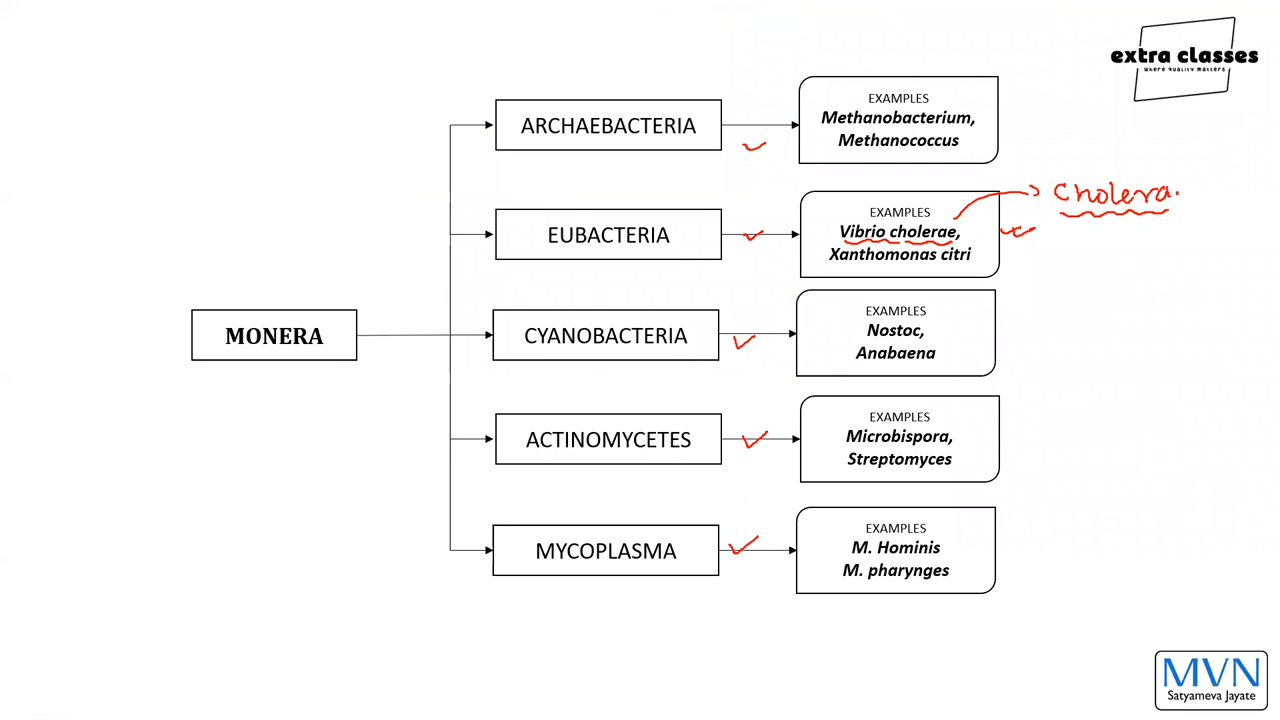 extra classes
where quality matters
ARCHAEBACTERIA
EXAMPLES
Methanobacterium,
Methanococcus
Cholera.
EUBACTERIA
EXAMPLES
Vibrio cholerae,
Xanthomonas citri
MONERA
CYANOBACTERIA
EXAMPLES
Nostoc,
Anabaena
ACTINOMYCETES
EXAMPLES
Microbispora,
Streptomyces
MYCOPLASMA
EXAMPLES
M. Hominis
M. pharynges
MVN
Satyameva Jayate